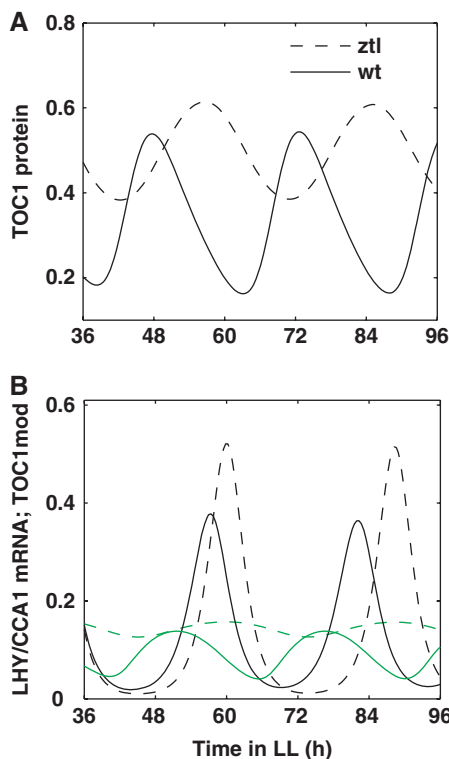 A
0.8
0.6
0.4
0.2
TOC1 protein
ztl
wt
36 48 60 72 84 96
B
0.6
0.4
0.2
0
LHY/CCA1 mRNA; TOC1mod
36 48 60 72 84 96
Time in LL (h)